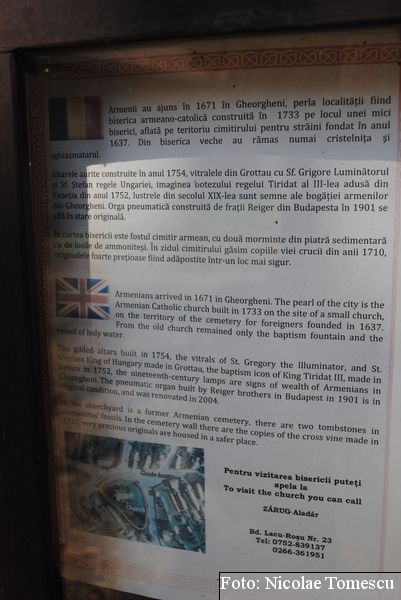 Armenii au ajuns în 1671 în Gheorgheni, perla localității fiind
biserica armeano-catolică construită în 1733 pe locul unei mici
biserici, aflată pe teritoriu cimitirului pentru străini fondat în anul
1637. Din biserica veche au rămas numai cristelnița și
aghiazmatarul.
Altarele aurite construite în anul 1754, vitraliele din Grottau cu Sf. Grigore Luminătorul
și Sf. Ștefan regele Ungariei, imaginea botezului regelui Tiridat al III-lea adusă din
Veneția din anul 1752, lustrele din secolul XIX-lea sunt semne ale bogăției armenilor
din Gheorgheni. Orga pneumatică construită de frații Reiger din Budapesta în 1901 se
află în stare originală.
În curtea bisericii este fostul cimitir armean, cu două morminte din piatră sedimentară
cu de fosile de ammonitești. În zidul cimitirului găsim copiile viei crucii din anii 1710,
originalele foarte prețioase fiind adăpostite într-un loc mai sigur.
Armenians arrived in 1671 in Gheorgheni. The pearl of the city is the
Armenian Catholic church built in 1733 on the site of a small church,
on the territory of the cemetery for foreigners founded in 1637.
From the old church remained only the baptism fountain and the
vessel of holy water.
The gilded altars built in 1754, the vitrals of St. Gregory the Illuminator, and St.
Stephen King of Hungary made in Grottau, the baptism icon of King Tiridat III, made in
Venice in 1752, the nineteenth-century lamps are signs of wealth of Armenians in
Gheorgheni. The pneumatic organ built by Reiger brothers in Budapest in 1901 is in
original condition, and was renovated in 2004.
In the churchyard is a former Armenian cemetery, there are two tombstones in
ammonites' fossils. In the cemetery wall there are the copies of the cross vine made in
1710, very precious originals are housed in a safer place.
Guide location
Church
Pentru vizitarea bisericii puteți
apela la
To visit the church you can call
ZÁRUG-Aladár
Bd. Lacu-Roșu Nr. 23
Tel: 0752-839137
0266-361951
Foto: Nicolae Tomescu